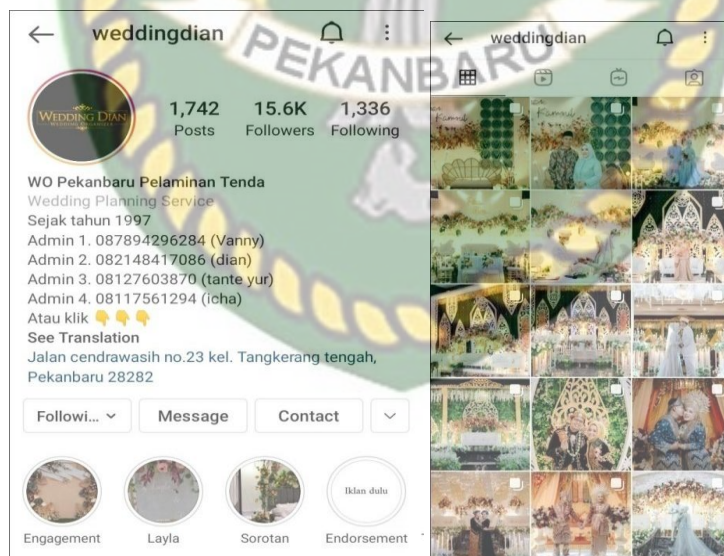 weddingdian
WEDDING DIAN
1,742 15.6K 1,336
Posts Followers Following
WO Pekanbaru Pelaminan Tenda
Wedding Planning Service
Sejak tahun 1997
Admin 1. 087894296284 (Vanny)
Admin 2. 082148417086 (dian)
Admin 3. 08127603870 (tante yur)
Admin 4. 08117561294 (icha)
Atau klik 👇👇👇
See Translation
Jalan cendrawasih no.23 kel. Tangkerang tengah,
Pekanbaru 28282
Followi... Message Contact
Iklan dulu
Engagement Layla Sorotan Endorsement
PEKANBARU
weddingdian
Kamrul